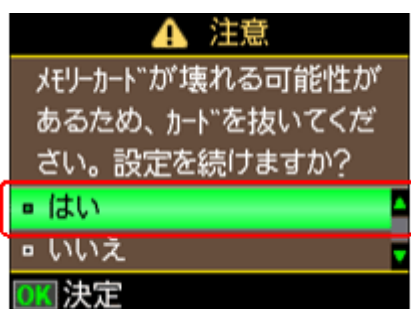 注意
ﾒﾓﾘｰｶｰﾄﾞが壊れる可能性が
あるため、ｶｰﾄﾞを抜いてくだ
さい。設定を続けますか?
はい
いいえ
OK 決定